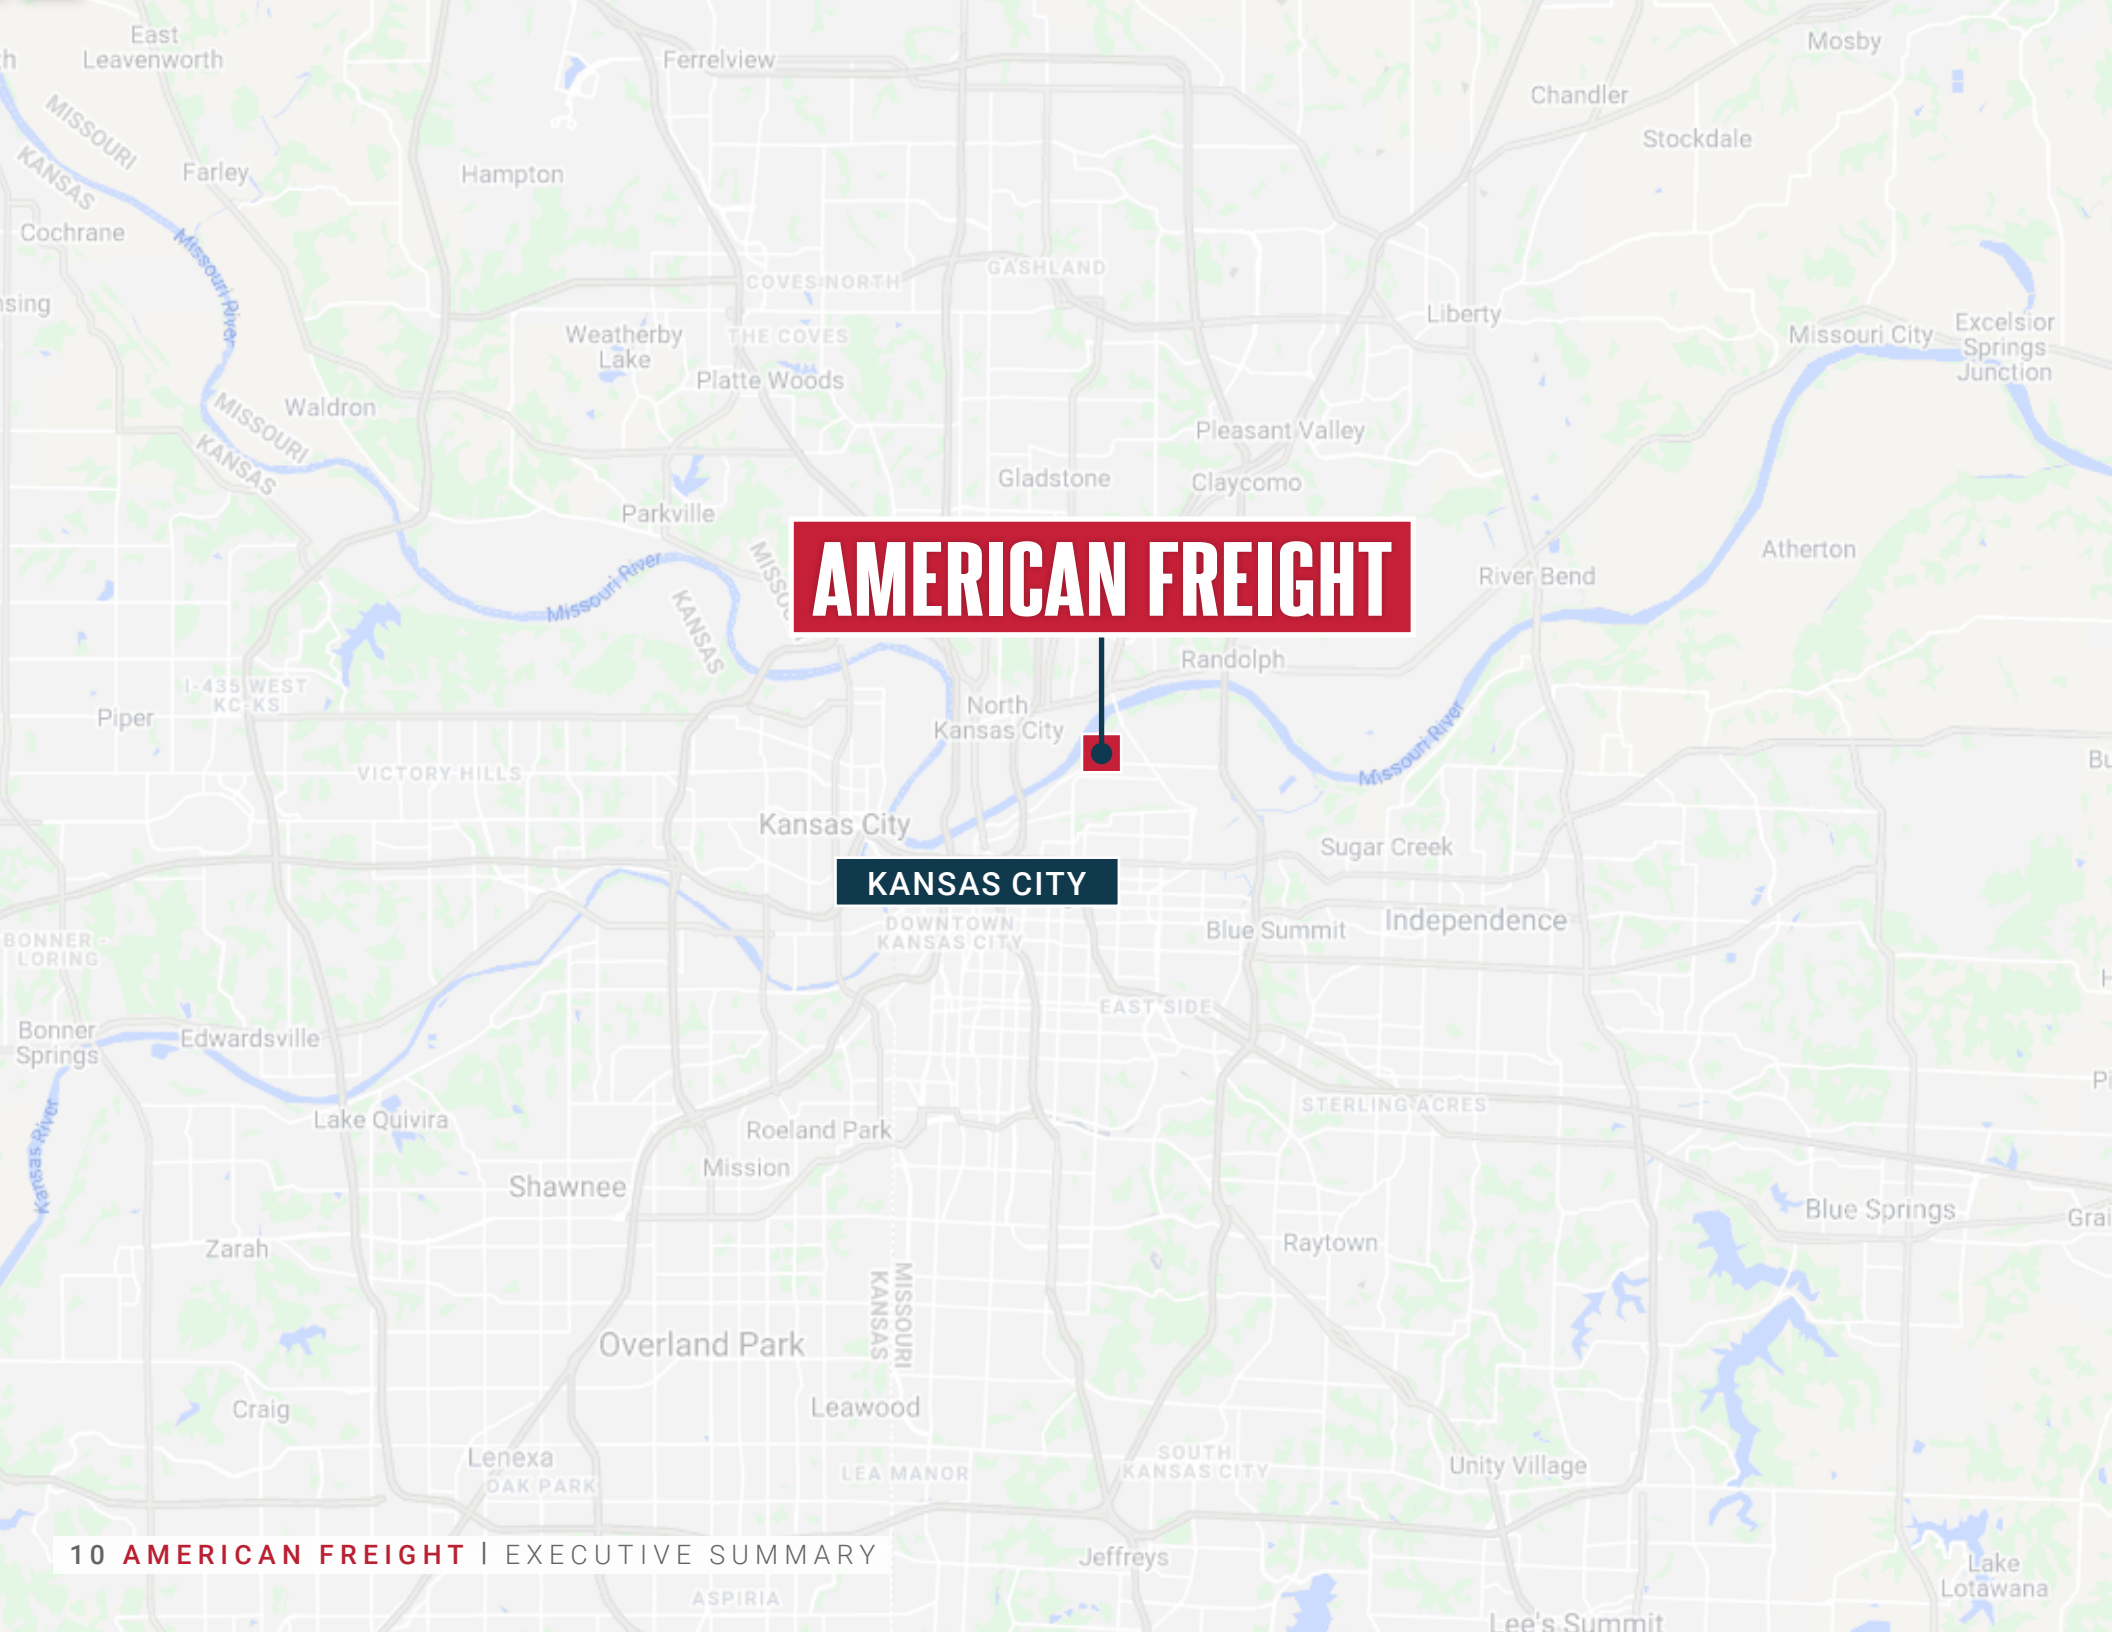 East
Leavenworth
Ferrelview
Mosby
MISSOURI
KANSAS
Chandler
Stockdale
Farley
Hampton
Cochrane
Missouri River
COVES NORTH
GASHLAND
nsing
Liberty
Weatherby
Lake
THE COVES
Missouri City
Excelsior
Springs
Junction
Platte Woods
MISSOURI
KANSAS
Waldron
Pleasant Valley
Gladstone
Claycomo
Parkville
AMERICAN FREIGHT
Atherton
River Bend
Missouri River
KANSAS
Randolph
I-435 WEST
KC-KS
Piper
North
Kansas City
Missouri River
VICTORY HILLS
Kansas City
Sugar Creek
KANSAS CITY
DOWNTOWN
KANSAS CITY
Blue Summit
Independence
BONNER -
LORING
EAST SIDE
Bonner
Springs
Edwardsville
Kansas River
Lake Quivira
STERLING ACRES
Roeland Park
Mission
Shawnee
Blue Springs
Grai
Zarah
Raytown
MISSOURI
KANSAS
Overland Park
Craig
Leawood
Lenexa
OAK PARK
LEA MANOR
SOUTH
KANSAS CITY
Unity Village
10 AMERICAN FREIGHT | EXECUTIVE SUMMARY
Jeffreys
ASPIRIA
Lake
Lotawana
Lee's Summit